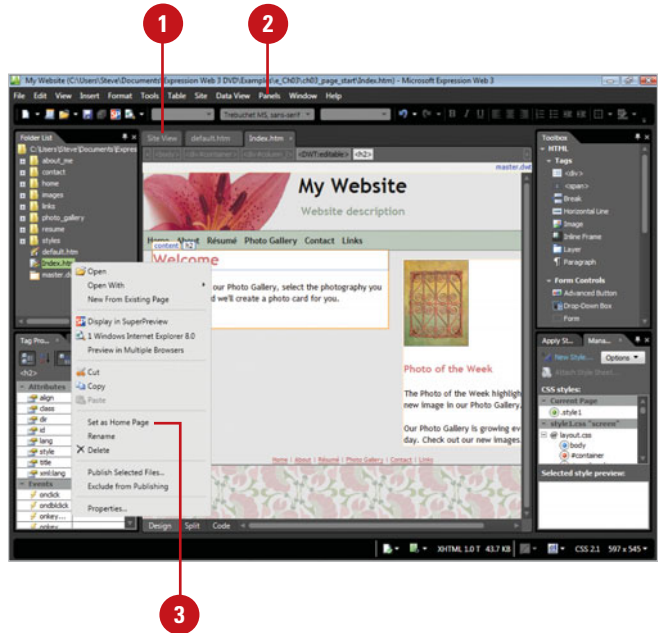 1
2
My Website (C:\Users\Steve\Documents\Expression Web 3 DVD\Examples\e_Ch03\ch03_page_start\Index.htm) - Microsoft Expression Web 3
File Edit View Insert Format Tools Table Site Data View Panels Window Help
Trebuchet MS, sans-serif
B I U
Folder List
C:\Users\Steve\Documents\Expres
about_me
contact
home
images
links
photo_gallery
resume
styles
default.htm
Index.htm
master.d
Site View default.htm Index.htm
<body> <div#container> <div#column <DWT:editable> <h2>
master.dwt
My Website
Website description
Home About Résumé Photo Gallery Contact Links
content h2
Welcome
our Photo Gallery, select the photography you
d we'll create a photo card for you.
Photo of the Week
The Photo of the Week highligh
new image in our Photo Gallery.
Our Photo Gallery is growing ev
day. Check out our new images.
Home | About | Résumé | Photo Gallery | Contact | Links
Design Split Code
Open
Open With
New From Existing Page
Display in SuperPreview
1 Windows Internet Explorer 8.0
Preview in Multiple Browsers
Cut
Copy
Paste
Set as Home Page
Rename
Delete
Publish Selected Files...
Exclude from Publishing
Properties...
Tag Pro...
<h2>
Attributes
align
class
dir
id
lang
style
title
xml:lang
Events
onclick
ondblclick
onkey...
onkey
Toolbox
HTML
Tags
<div>
<span>
Break
Horizontal Line
Image
Inline Frame
Layer
Paragraph
Form Controls
Advanced Button
Drop-Down Box
Form
Apply St... Mana...
New Style... Options
Attach Style Sheet...
CSS styles:
Current Page
.style1
style1.css "screen"
@ layout.css
body
#container
Selected style preview:
XHTML 1.0 T 43.7 KB CSS 2.1 597 x 545
3